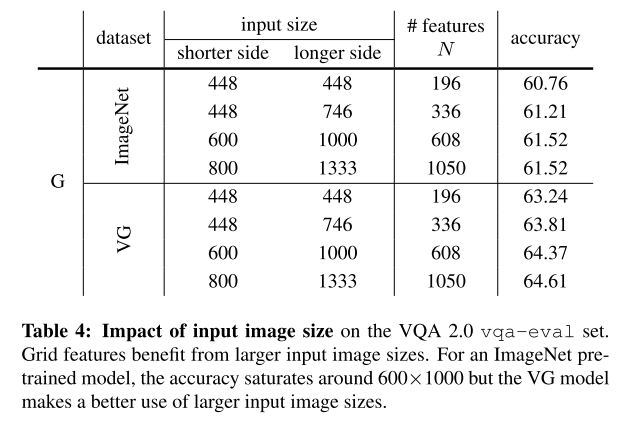 dataset input size # features accuracy
shorter side longer side N
G ImageNet 448 448 196 60.76
448 746 336 61.21
600 1000 608 61.52
800 1333 1050 61.52
VG 448 448 196 63.24
448 746 336 63.81
600 1000 608 64.37
800 1333 1050 64.61
Table 4: Impact of input image size on the VQA 2.0 vqa-eval set.
Grid features benefit from larger input image sizes. For an ImageNet pre-
trained model, the accuracy saturates around 600×1000 but the VG model
makes a better use of larger input image sizes.